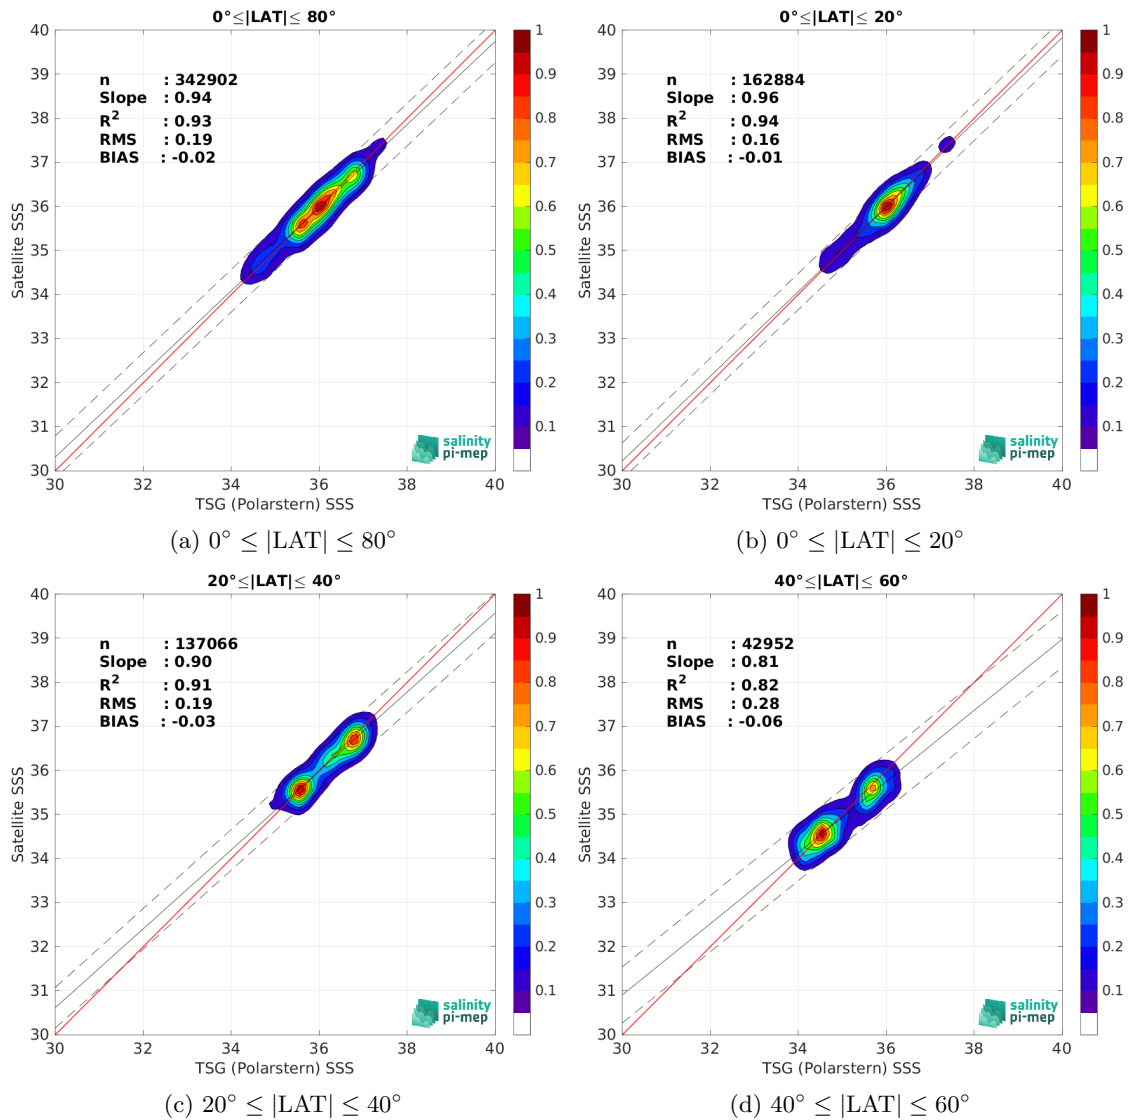 0°≤|LAT|≤ 80°
40
39
38
37
36
35
34
33
32
31
30
Satellite SSS
n : 342902
Slope : 0.94
R² : 0.93
RMS : 0.19
BIAS : -0.02
salinity
pi-mep
30 32 34 36 38 40
TSG (Polarstern) SSS
1
0.9
0.8
0.7
0.6
0.5
0.4
0.3
0.2
0.1
(a) 0° ≤ |LAT| ≤ 80°
0°≤|LAT|≤ 20°
40
39
38
37
36
35
34
33
32
31
30
Satellite SSS
n : 162884
Slope : 0.96
R² : 0.94
RMS : 0.16
BIAS : -0.01
salinity
pi-mep
30 32 34 36 38 40
TSG (Polarstern) SSS
1
0.9
0.8
0.7
0.6
0.5
0.4
0.3
0.2
0.1
(b) 0° ≤ |LAT| ≤ 20°
20°≤|LAT|≤ 40°
40
39
38
37
36
35
34
33
32
31
30
Satellite SSS
n : 137066
Slope : 0.90
R² : 0.91
RMS : 0.19
BIAS : -0.03
salinity
pi-mep
30 32 34 36 38 40
TSG (Polarstern) SSS
1
0.9
0.8
0.7
0.6
0.5
0.4
0.3
0.2
0.1
(c) 20° ≤ |LAT| ≤ 40°
40°≤|LAT|≤ 60°
40
39
38
37
36
35
34
33
32
31
30
Satellite SSS
n : 42952
Slope : 0.81
R² : 0.82
RMS : 0.28
BIAS : -0.06
salinity
pi-mep
30 32 34 36 38 40
TSG (Polarstern) SSS
1
0.9
0.8
0.7
0.6
0.5
0.4
0.3
0.2
0.1
(d) 40° ≤ |LAT| ≤ 60°